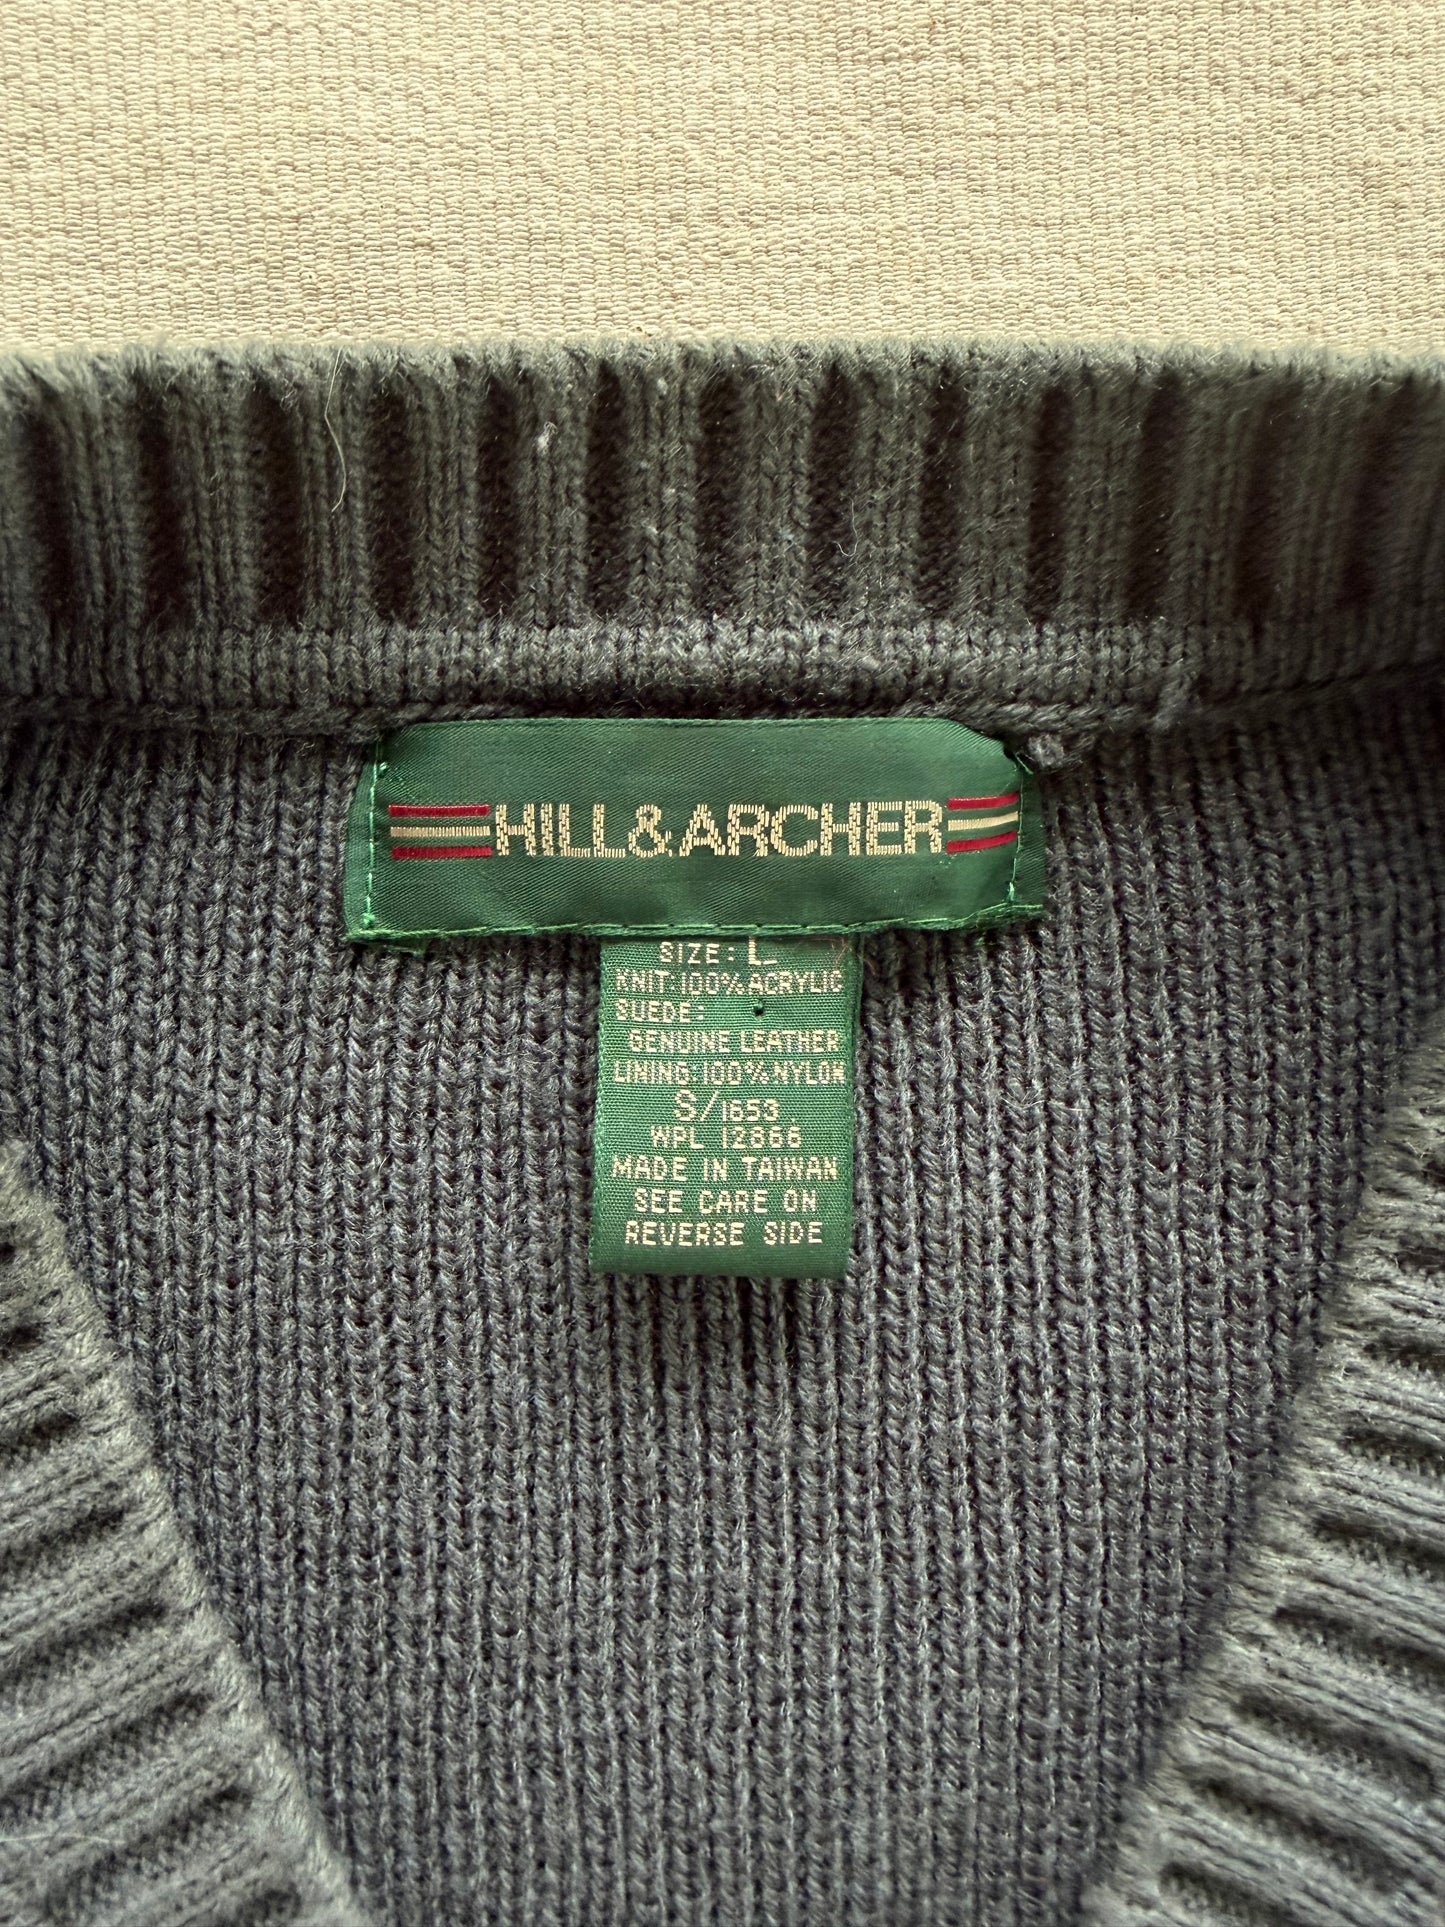 HILL&ARCHER
SIZE: L
KNIT:100%ACRYLIC
SUEDE:
GENUINE LEATHER
LINING:100%NYLON
S/1653
WPL 12866
MADE IN TAIWAN
SEE CARE ON
REVERSE SIDE